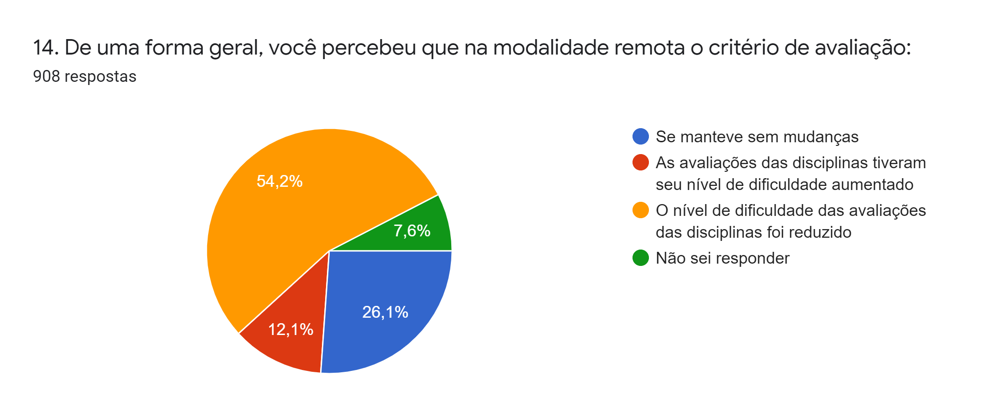 14. De uma forma geral, você percebeu que na modalidade remota o critério de avaliação:
908 respostas
54,2%
7,6%
26,1%
12,1%
Se manteve sem mudanças
As avaliações das disciplinas tiveram
seu nível de dificuldade aumentado
O nível de dificuldade das avaliações
das disciplinas foi reduzido
Não sei responder